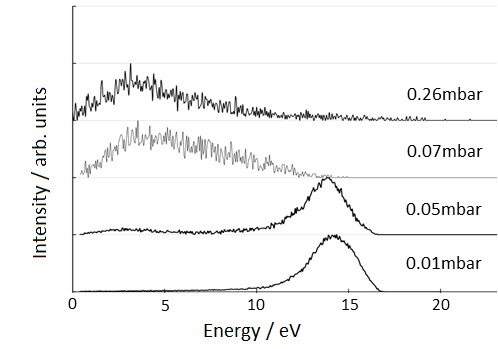 Intensity / arb. units
0.26mbar
0.07mbar
0.05mbar
0.01mbar
0 5 10 15 20
Energy / eV